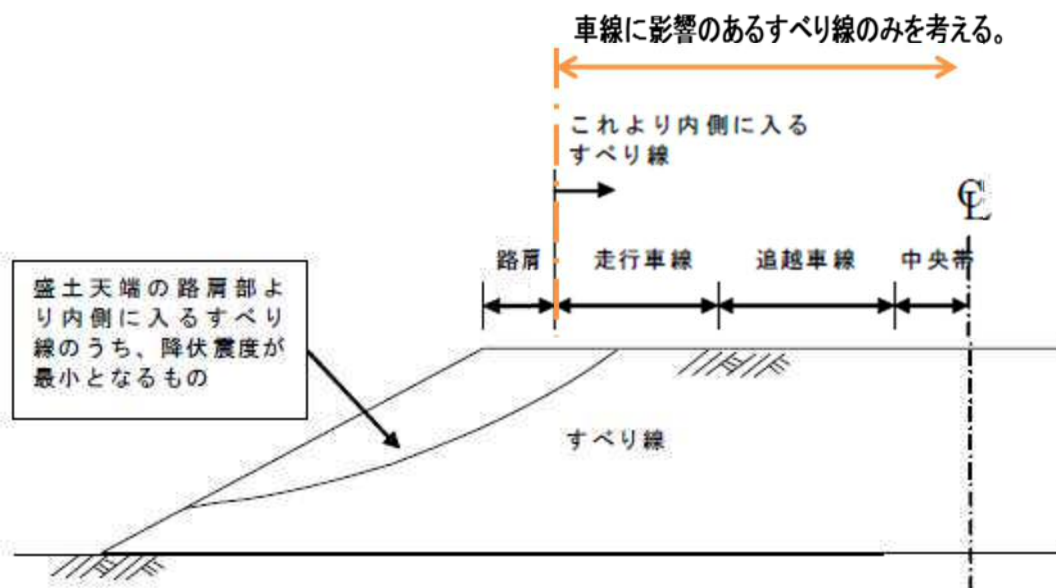 車線に影響のあるすべり線のみを考える。
これより内側に入る
すべり線
CL
路肩
走行車線
追越車線
中央帯
盛土天端の路肩部よ
り内側に入るすべり
線のうち、降伏震度が
最小となるもの
すべり線